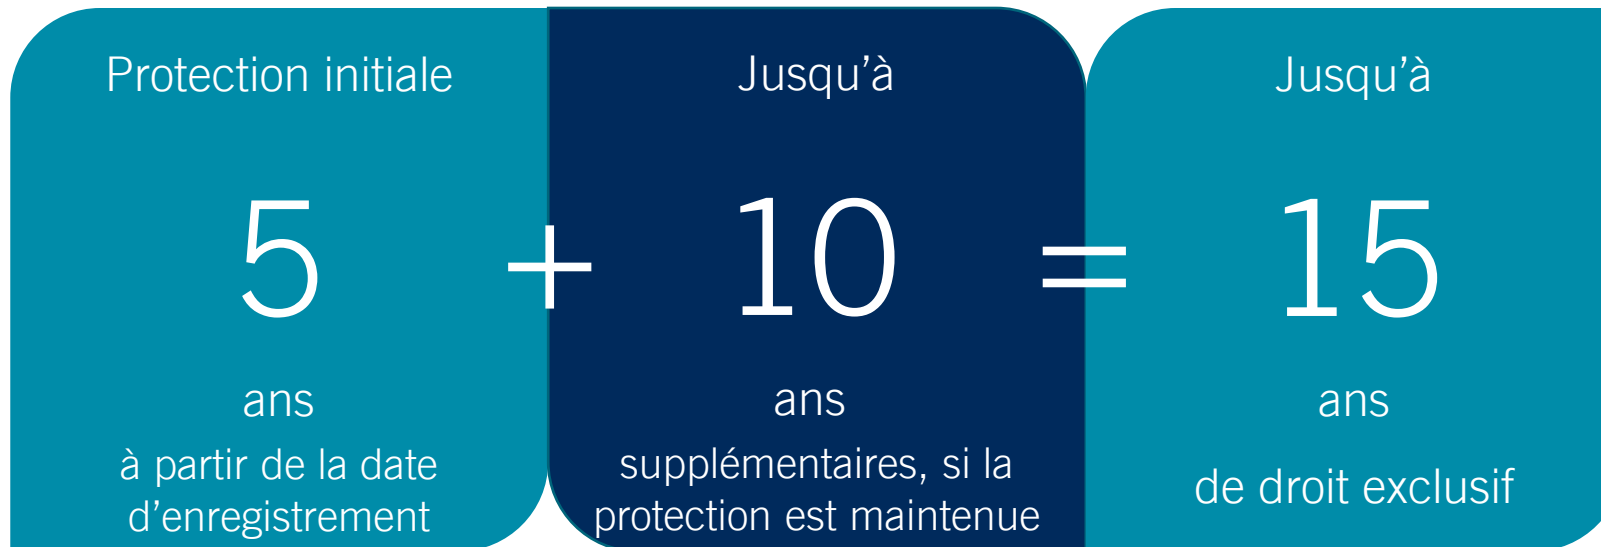 Protection initiale
5
ans
à partir de la date
d'enregistrement
+
Jusqu'à
10
ans
supplémentaires, si la
protection est maintenue
=
Jusqu'à
15
ans
de droit exclusif